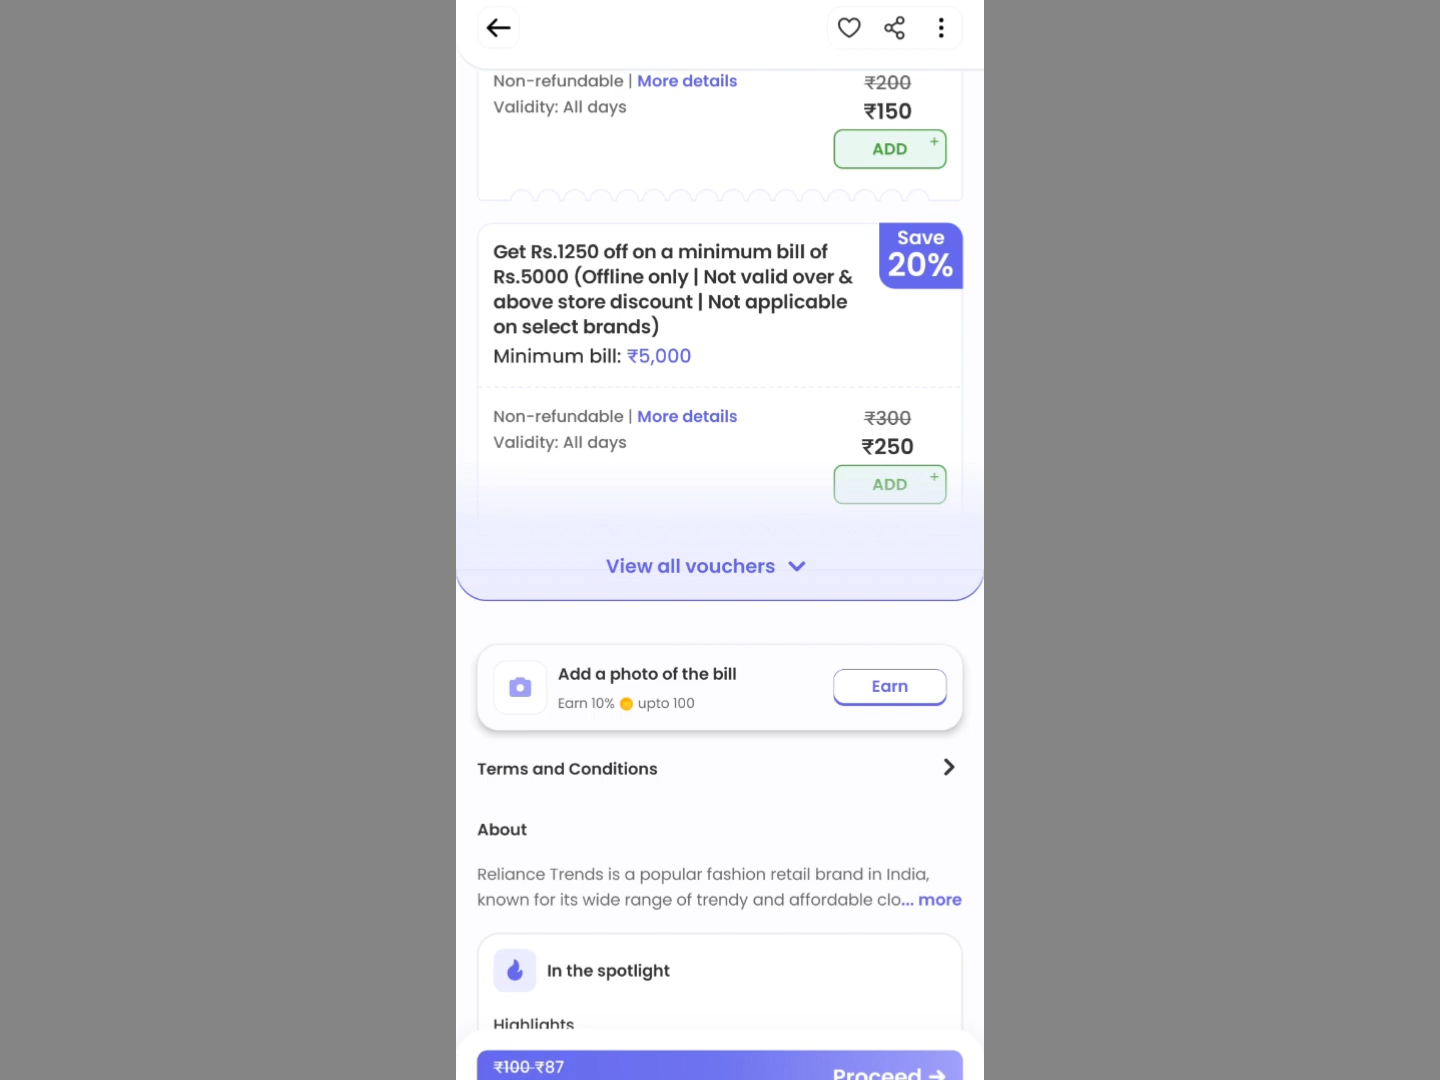 Non-refundable | More details
₹200
Validity: All days
₹150
ADD +
Get Rs.1250 off on a minimum bill of
Rs.5000 (Offline only | Not valid over &
above store discount | Not applicable
on select brands)
Save
20%
Minimum bill: ₹5,000
Non-refundable | More details
₹300
Validity: All days
₹250
ADD +
View all vouchers
Add a photo of the bill
Earn 10% upto 100
Earn
Terms and Conditions
About
Reliance Trends is a popular fashion retail brand in India,
known for its wide range of trendy and affordable clo... more
In the spotlight
Highlights
₹100 ₹87
Proceed →